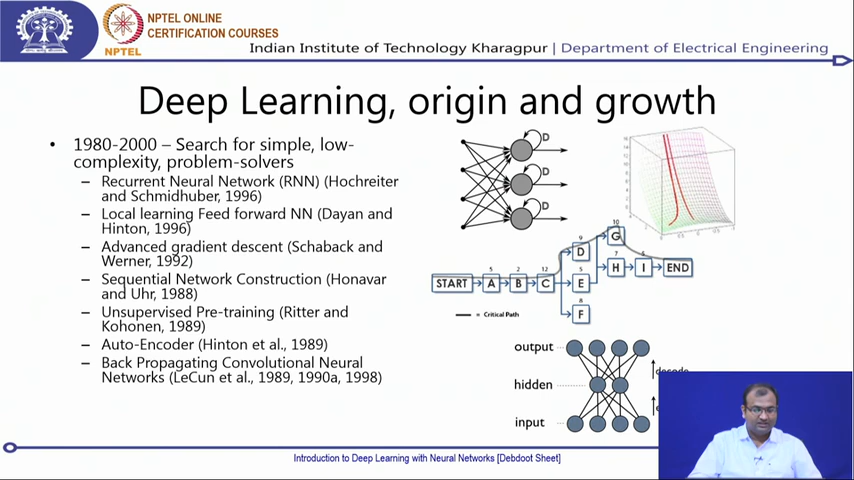 NPTEL ONLINE
CERTIFICATION COURSES
NPTEL
Indian Institute of Technology Kharagpur | Department of Electrical Engineering
Deep Learning, origin and growth
• 1980-2000 – Search for simple, low-
complexity, problem-solvers
– Recurrent Neural Network (RNN) (Hochreiter
and Schmidhuber, 1996)
– Local learning Feed forward NN (Dayan and
Hinton, 1996)
– Advanced gradient descent (Schaback and
Werner, 1992)
– Sequential Network Construction (Honavar
and Uhr, 1988)
– Unsupervised Pre-training (Ritter and
Kohonen, 1989)
– Auto-Encoder (Hinton et al., 1989)
– Back Propagating Convolutional Neural
Networks (LeCun et al., 1989, 1990a, 1998)
D
D
D
10
G
9
D
START
5
A
2
B
12
C
5
E
7
H
I
END
8
F
= Critical Path
output
hidden
input
decode
Introduction to Deep Learning with Neural Networks [Debdoot Sheet]